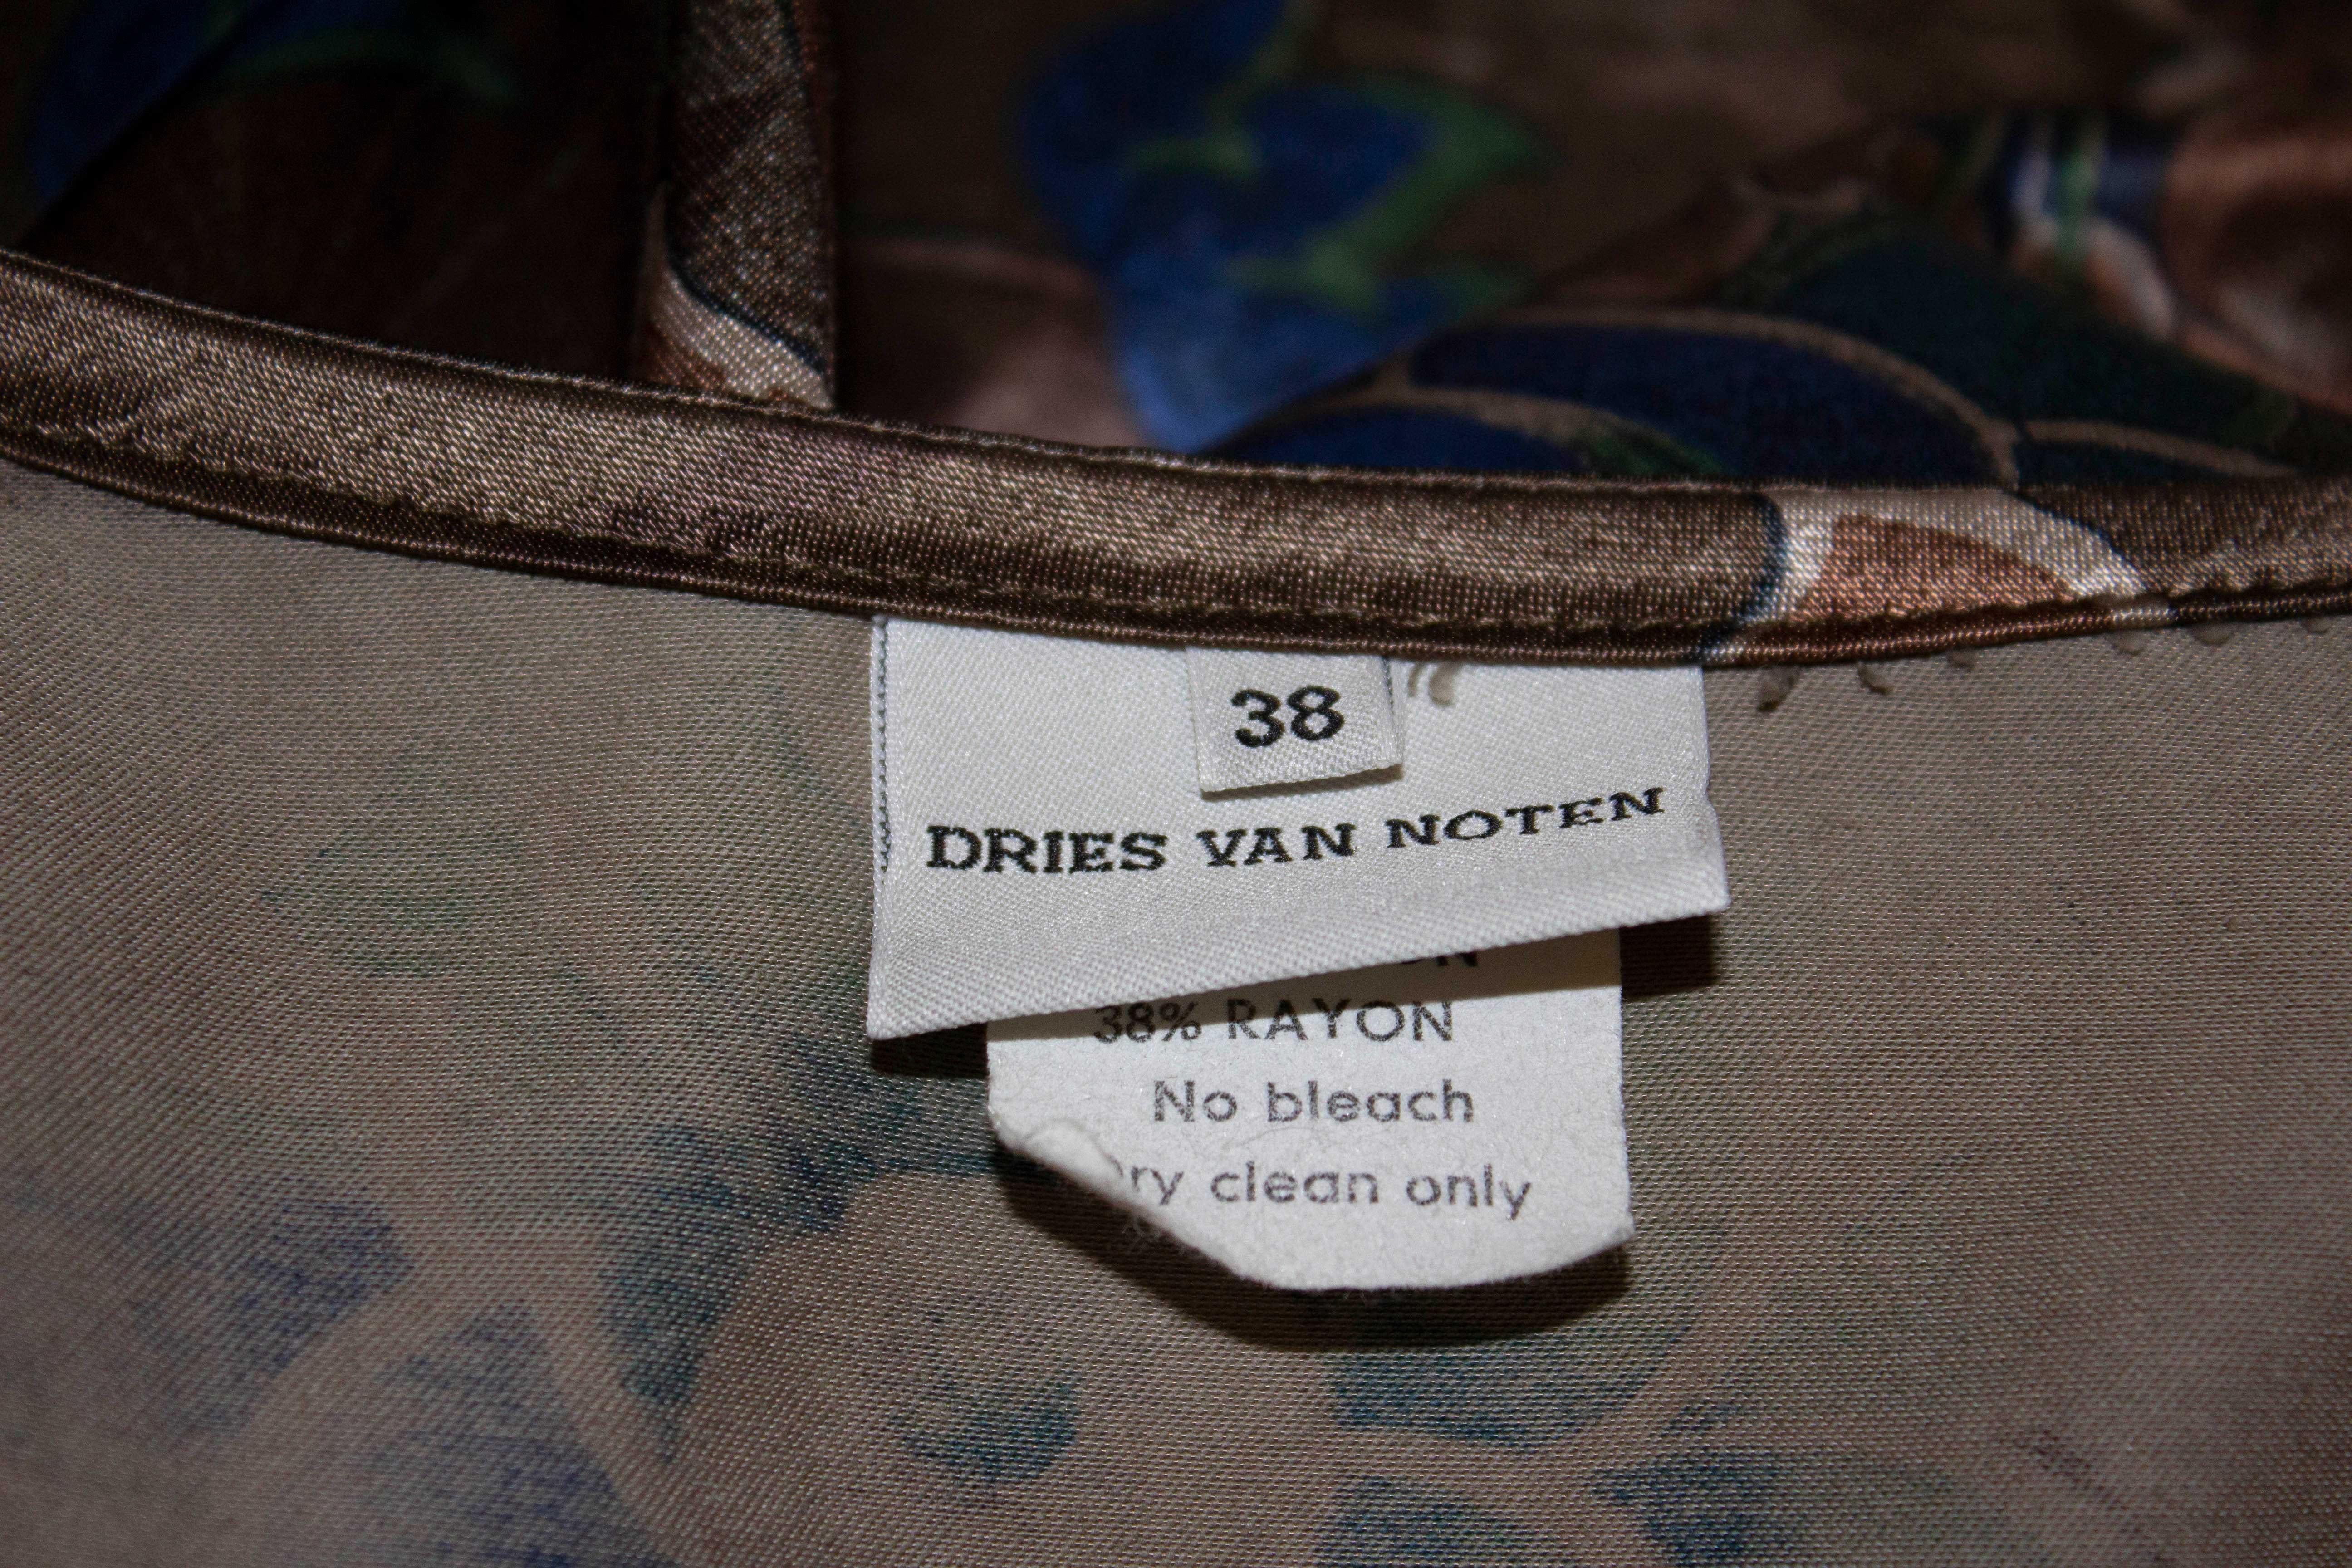 38
DRIES VAN NOTEN
38% RAYON
No bleach
ry clean only